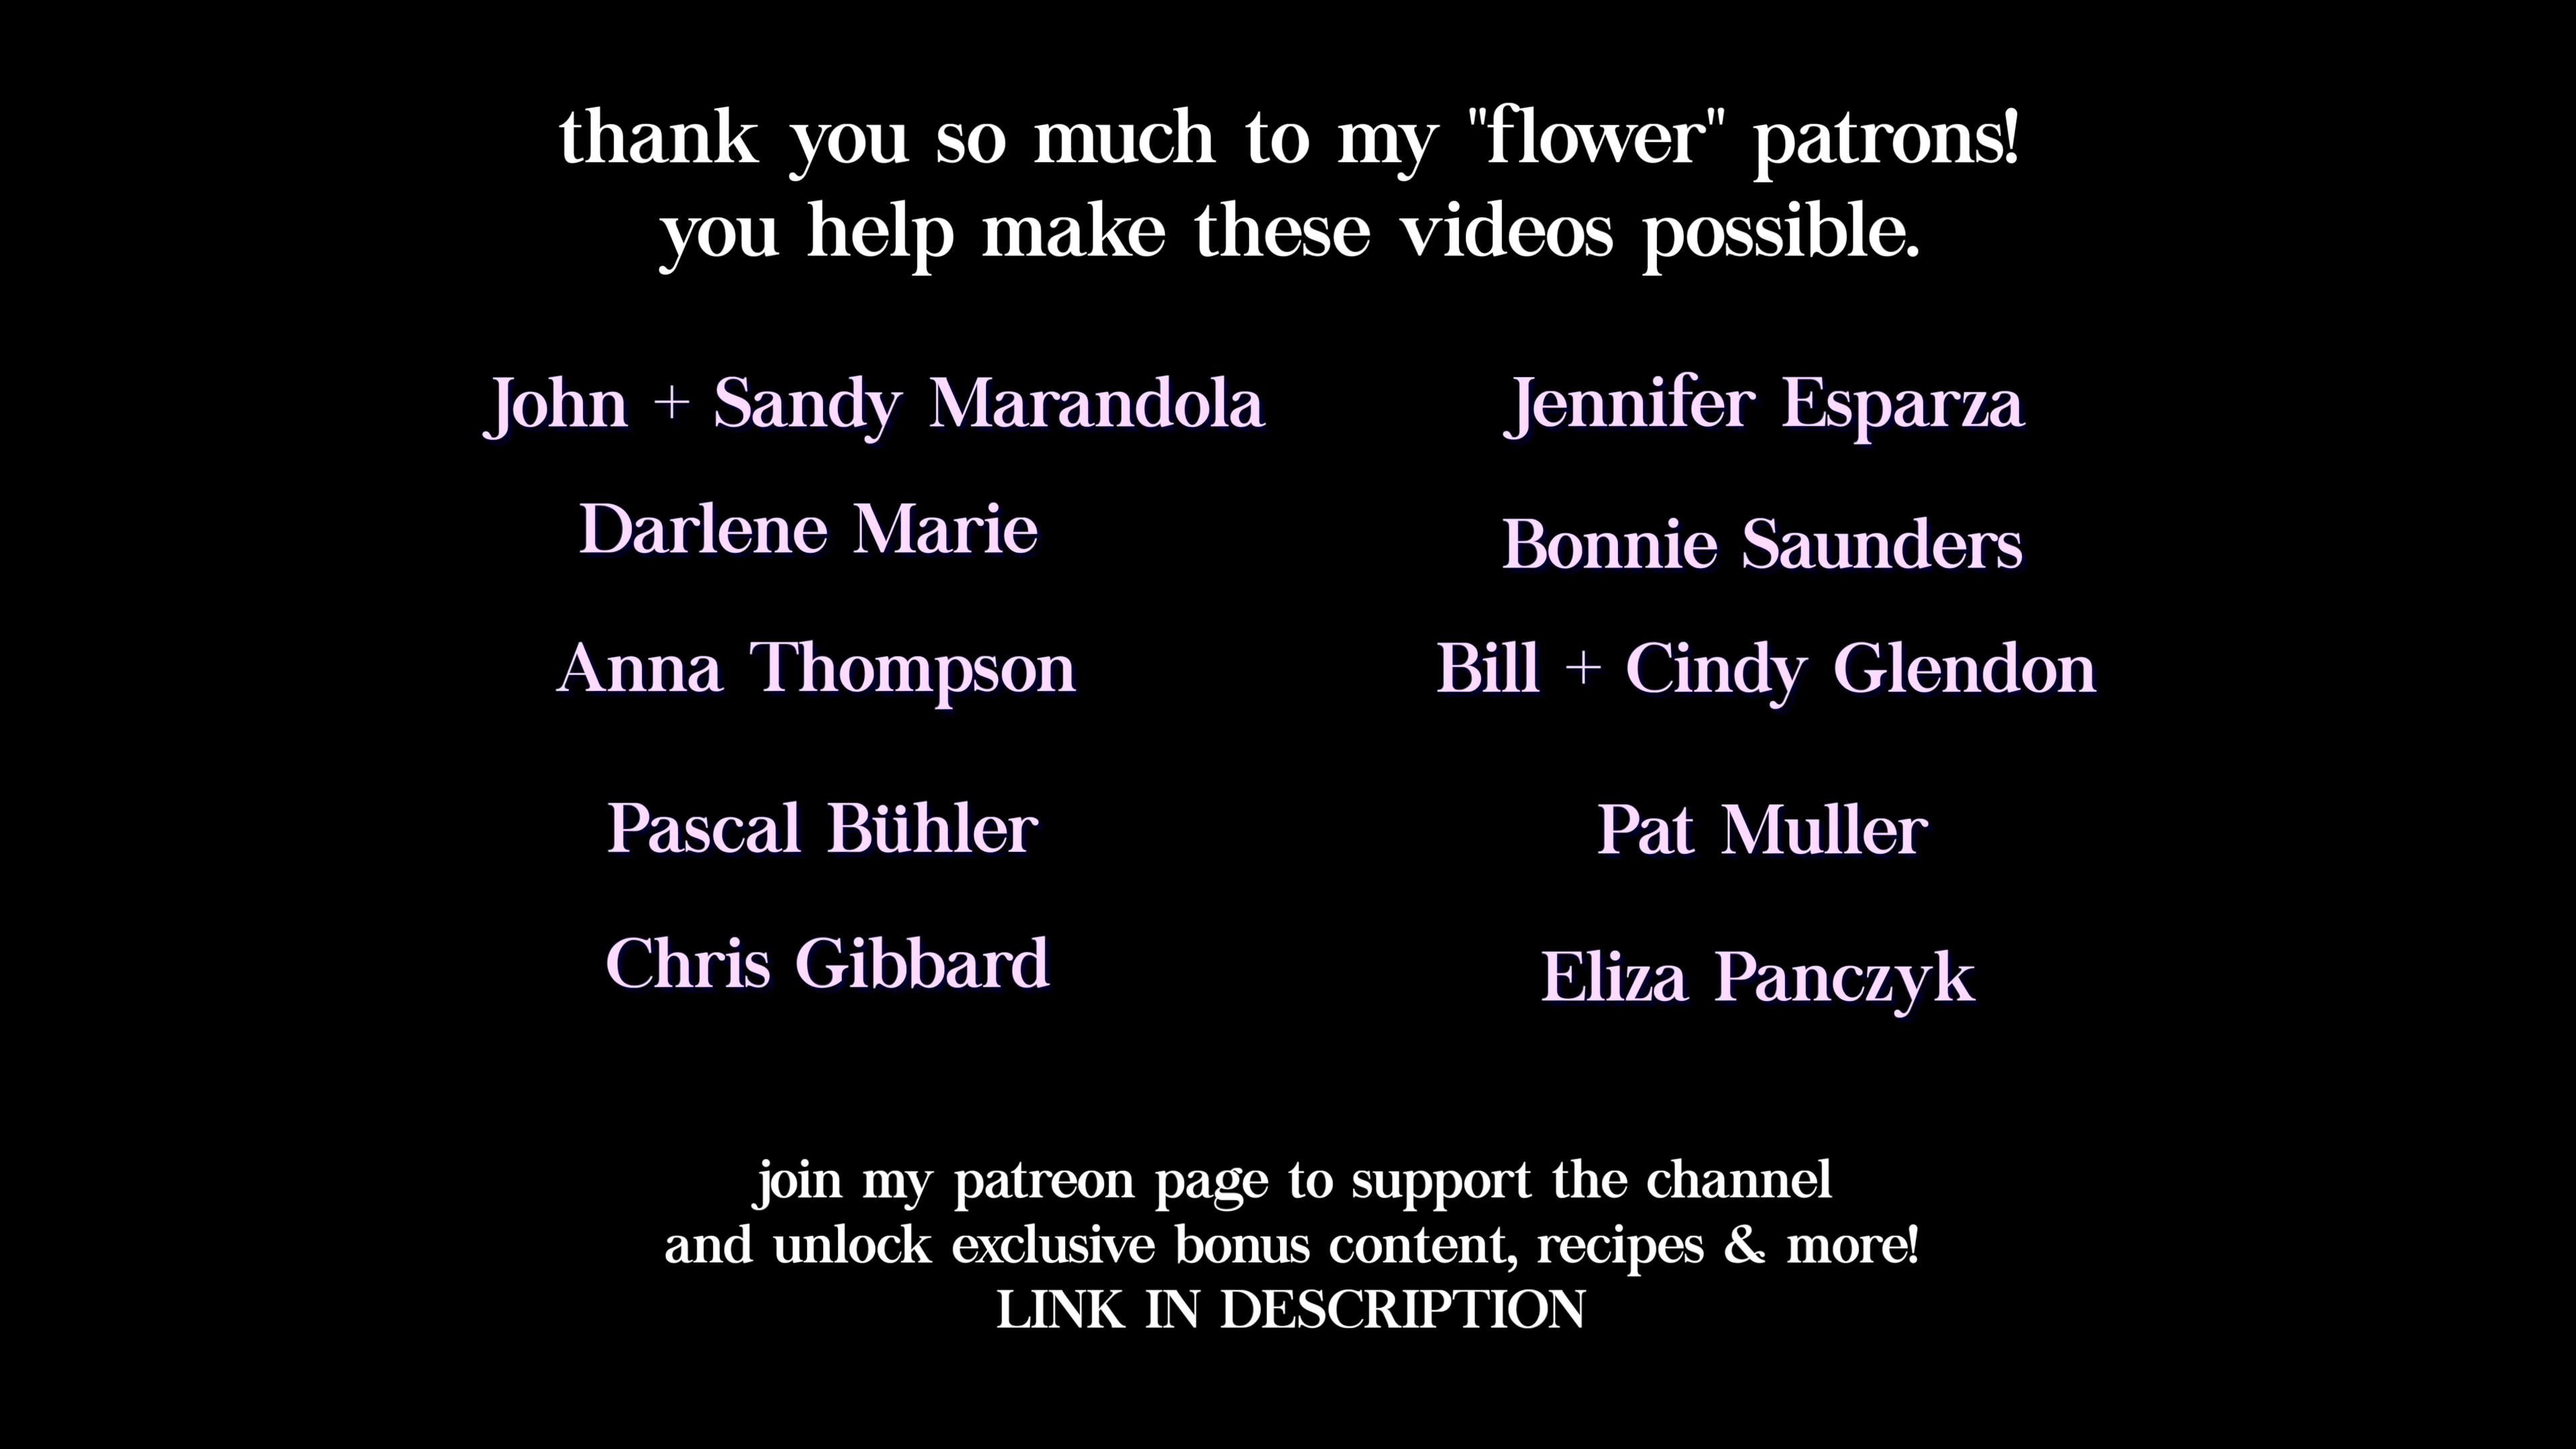 thank you so much to my "flower" patrons!
you help make these videos possible.
John + Sandy Marandola
Jennifer Esparza
Darlene Marie
Bonnie Saunders
Anna Thompson
Bill + Cindy Glendon
Pascal Bühler
Pat Muller
Chris Gibbard
Eliza Panczyk
join my patreon page to support the channel
and unlock exclusive bonus content, recipes & more!
LINK IN DESCRIPTION